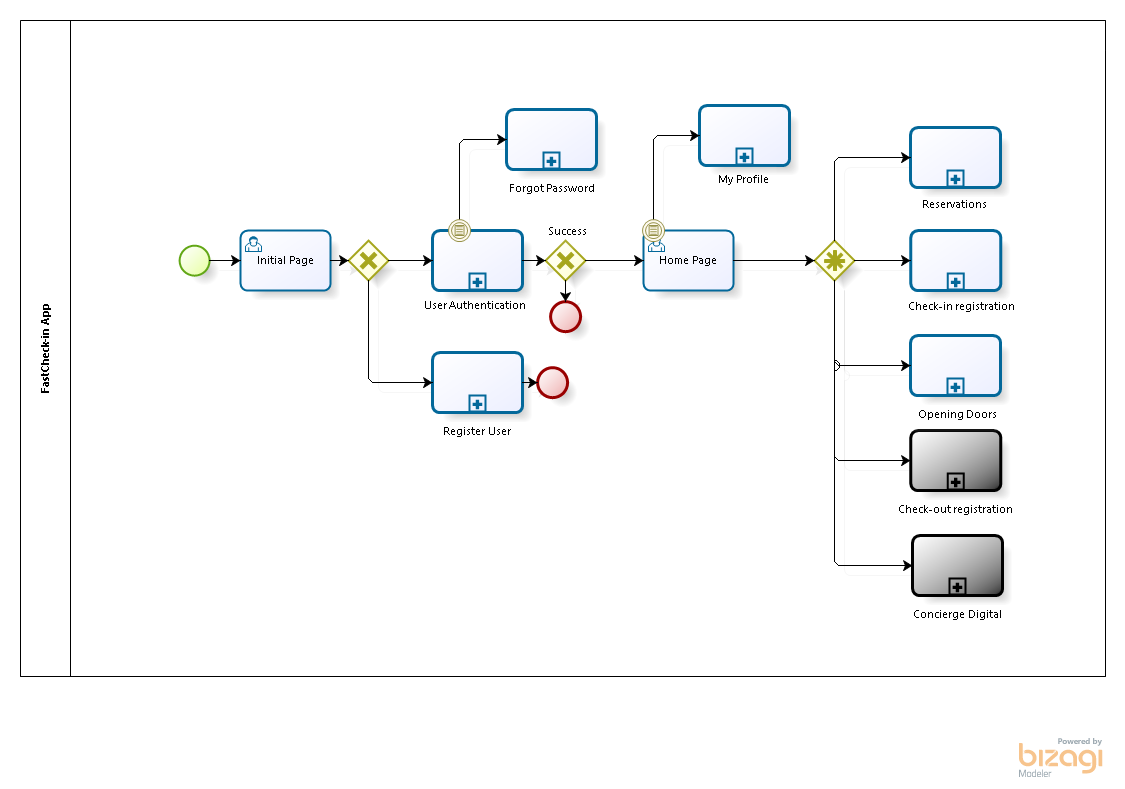 FastCheck-in App
Forgot Password
My Profile
Reservations
Success
Initial Page
Home Page
User Authentication
Check-in registration
Opening Doors
Register User
Check-out registration
Concierge Digital
Powered by
bizagi
Modeler